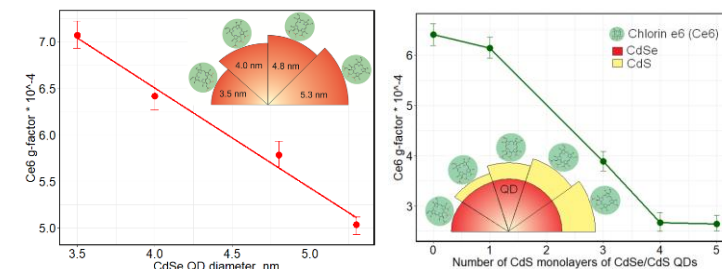 Ce6 g-factor * 10^-4
7.0
6.5
6.0
5.5
5.0
3.5
4.0
4.5
5.0
CdSe QD diameter, nm
3.5 nm
4.0 nm
4.8 nm
5.3 nm
Ce6 g-factor * 10^-4
6
5
4
3
0
1
2
3
4
5
Number of CdS monolayers of CdSe/CdS QDs
Chlorin e6 (Ce6)
CdSe
CdS
QD